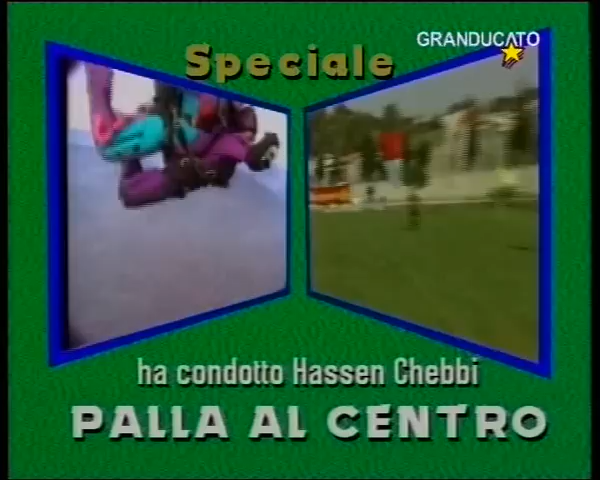 GRANDUCATO
Speciale
ha condotto Hassen Chebbi
PALLA AL CENTRO